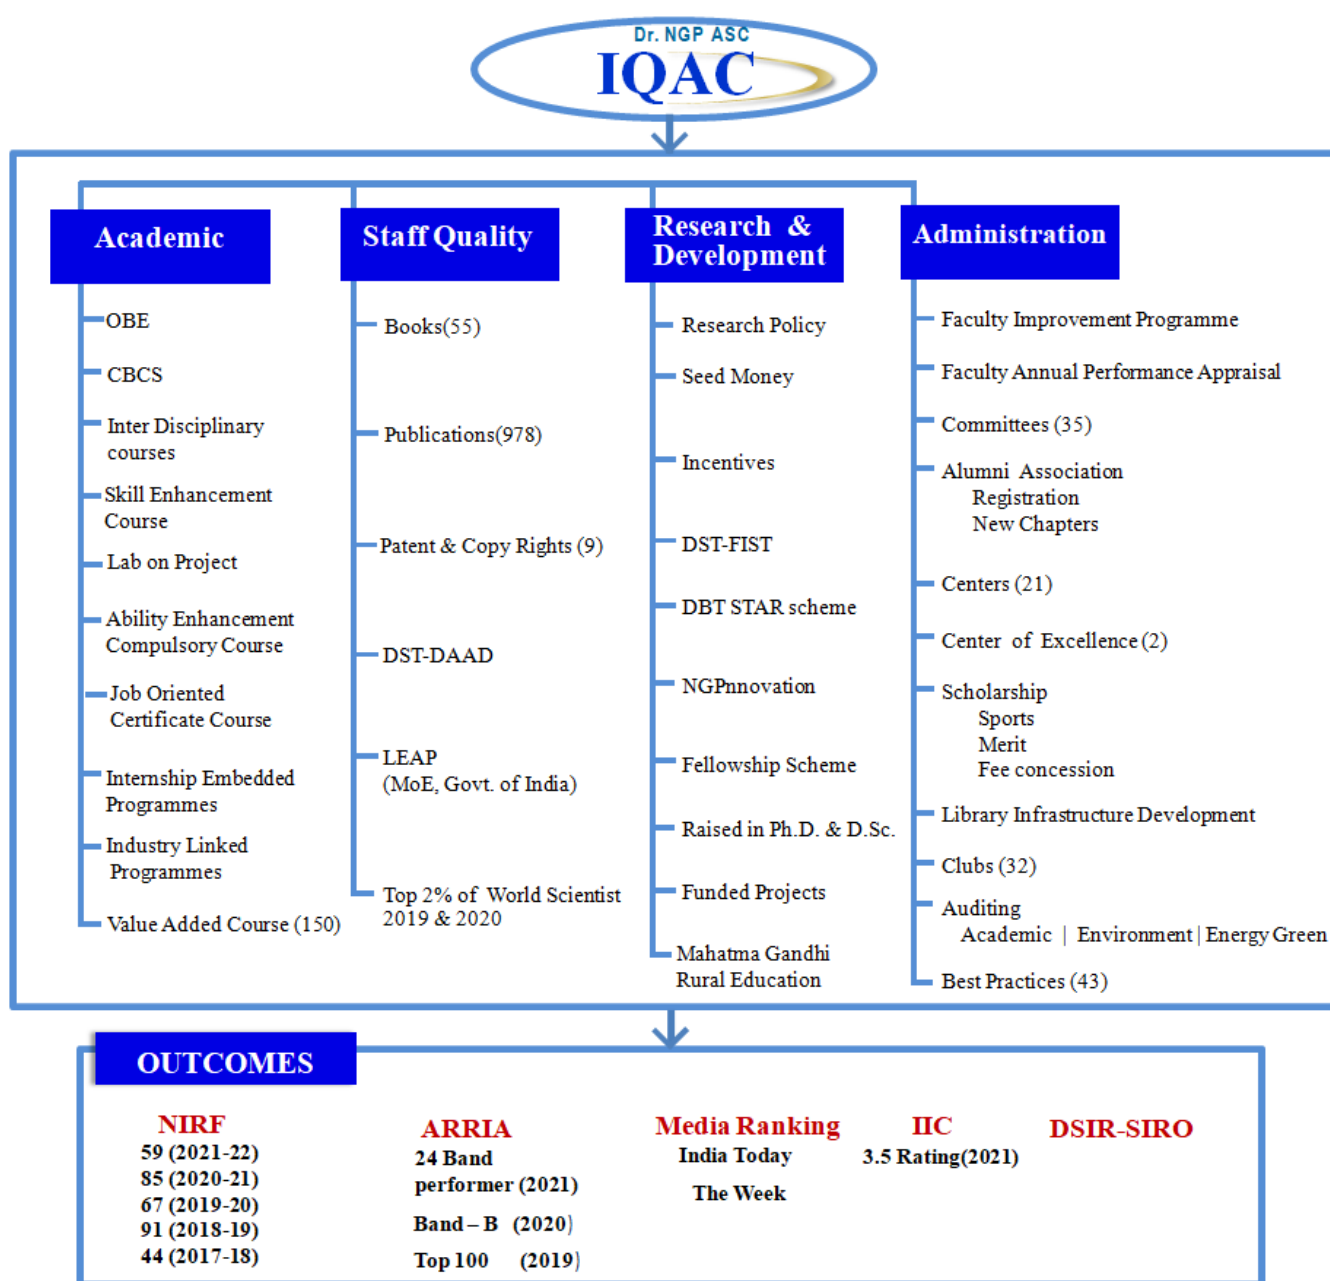 Dr. NGP ASC
IQAC
Academic
OBE
CBCS
Inter Disciplinary
courses
Skill Enhancement
Course
Lab on Project
Ability Enhancement
Compulsory Course
Job Oriented
Certificate Course
Internship Embedded
Programmes
Industry Linked
Programmes
Value Added Course (150)
Staff Quality
Books(55)
Publications(978)
Patent & Copy Rights (9)
DST-DAAD
LEAP
(MoE, Govt. of India)
Top 2% of World Scientist
2019 & 2020
Research &
Development
Research Policy
Seed Money
Incentives
DST-FIST
DBT STAR scheme
NGPnnovation
Fellowship Scheme
Raised in Ph.D. & D.Sc.
Funded Projects
Mahatma Gandhi
Rural Education
Administration
Faculty Improvement Programme
Faculty Annual Performance Appraisal
Committees (35)
Alumni Association
Registration
New Chapters
Centers (21)
Center of Excellence (2)
Scholarship
Sports
Merit
Fee concession
Library Infrastructure Development
Clubs (32)
Auditing
Academic | Environment | Energy Green
Best Practices (43)
OUTCOMES
NIRF
59 (2021-22)
85 (2020-21)
67 (2019-20)
91 (2018-19)
44 (2017-18)
ARRIA
24 Band
performer (2021)
Band – B (2020)
Top 100 (2019)
Media Ranking
India Today
The Week
IIC
3.5 Rating(2021)
DSIR-SIRO